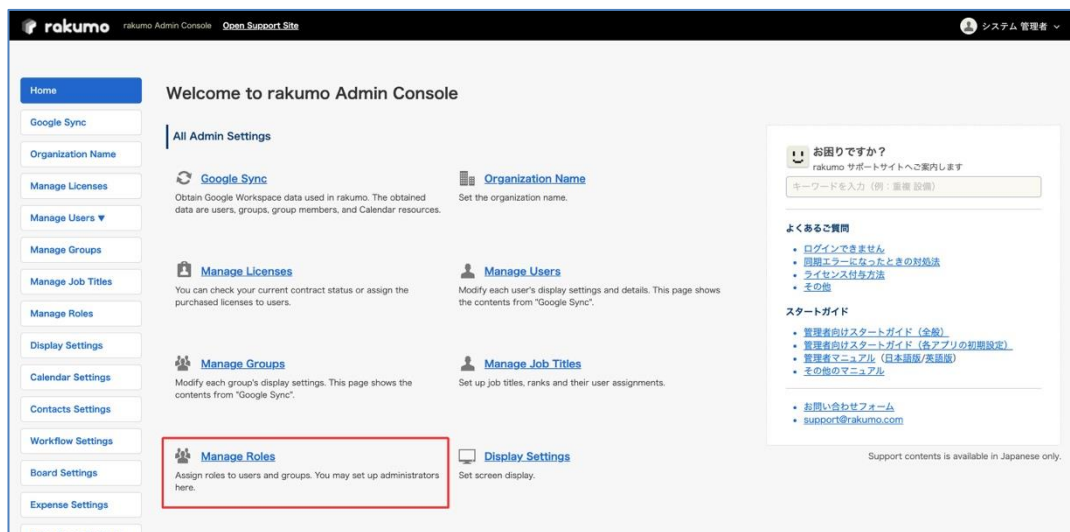 rakumo rakumo Admin Console Open Support Site システム 管理者
Home
Google Sync
Organization Name
Manage Licenses
Manage Users ▼
Manage Groups
Manage Job Titles
Manage Roles
Display Settings
Calendar Settings
Contacts Settings
Workflow Settings
Board Settings
Expense Settings
Welcome to rakumo Admin Console
All Admin Settings
Google Sync
Obtain Google Workspace data used in rakumo. The obtained
data are users, groups, group members, and Calendar resources.
Organization Name
Set the organization name.
Manage Licenses
You can check your current contract status or assign the
purchased licenses to users.
Manage Users
Modify each user's display settings and details. This page shows
the contents from "Google Sync".
Manage Groups
Modify each group's display settings. This page shows the
contents from "Google Sync".
Manage Job Titles
Set up job titles, ranks and their user assignments.
Manage Roles
Assign roles to users and groups. You may set up administrators
here.
Display Settings
Set screen display.
お困りですか？
rakumo サポートサイトへご案内します
キーワードを入力（例：重複 設備）
よくあるご質問
• ログインできません
• 同期エラーになったときの対処法
• ライセンス付与方法
• その他
スタートガイド
• 管理者向けスタートガイド（全般）
• 管理者向けスタートガイド（各アプリの初期設定）
• 管理者マニュアル（日本語版/英語版）
• その他のマニュアル
• お問い合わせフォーム
• support@rakumo.com
Support contents is available in Japanese only.